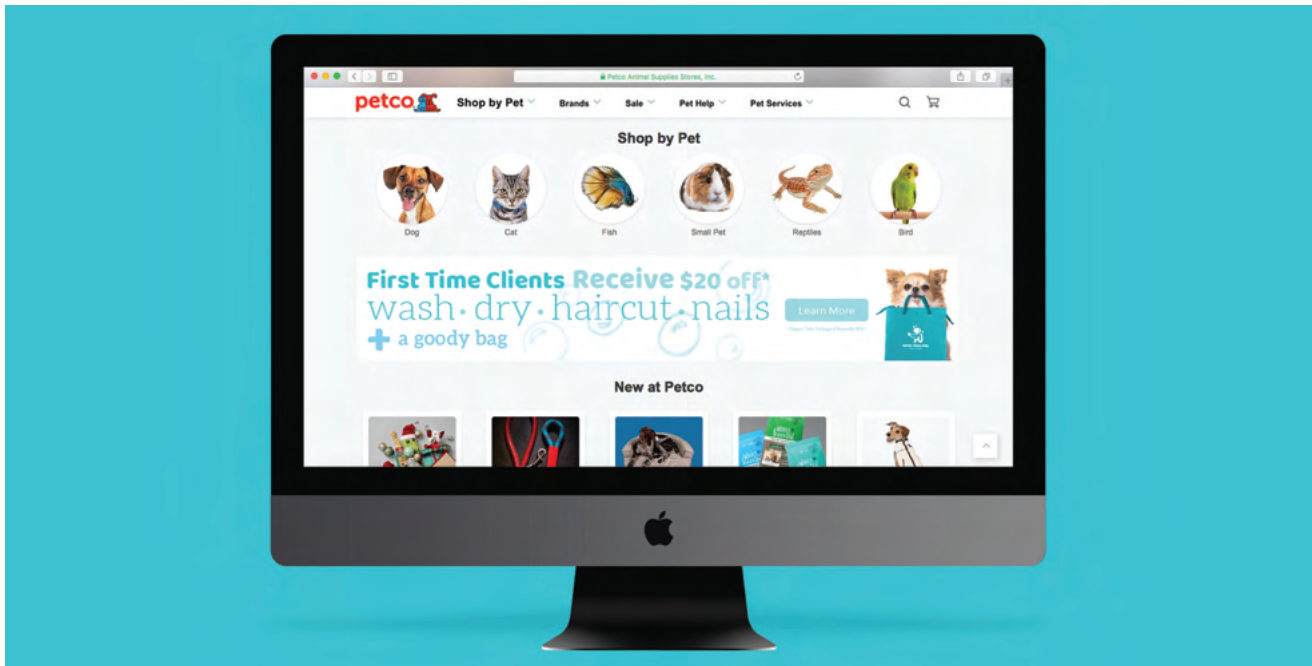 Petco Animal Supplies Stores, Inc.
petco Shop by Pet Brands Sale Pet Help Pet Services
Shop by Pet
Dog Cat Fish Small Pet Reptiles Bird
First Time Clients Receive $20 off*
wash · dry · haircut · nails
+ a goody bag
Learn More
New at Petco